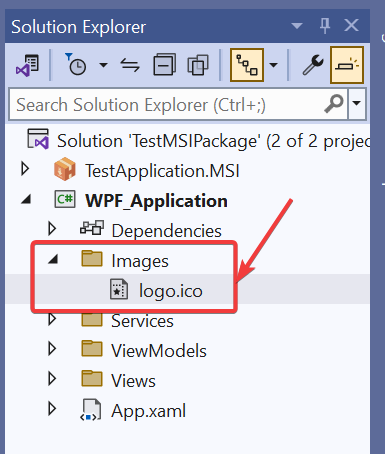 Solution Explorer
Search Solution Explorer (Ctrl+;)
Solution 'TestMSIPackage' (2 of 2 projec
TestApplication.MSI
C# WPF_Application
Dependencies
Images
logo.ico
Services
ViewModels
Views
App.xaml